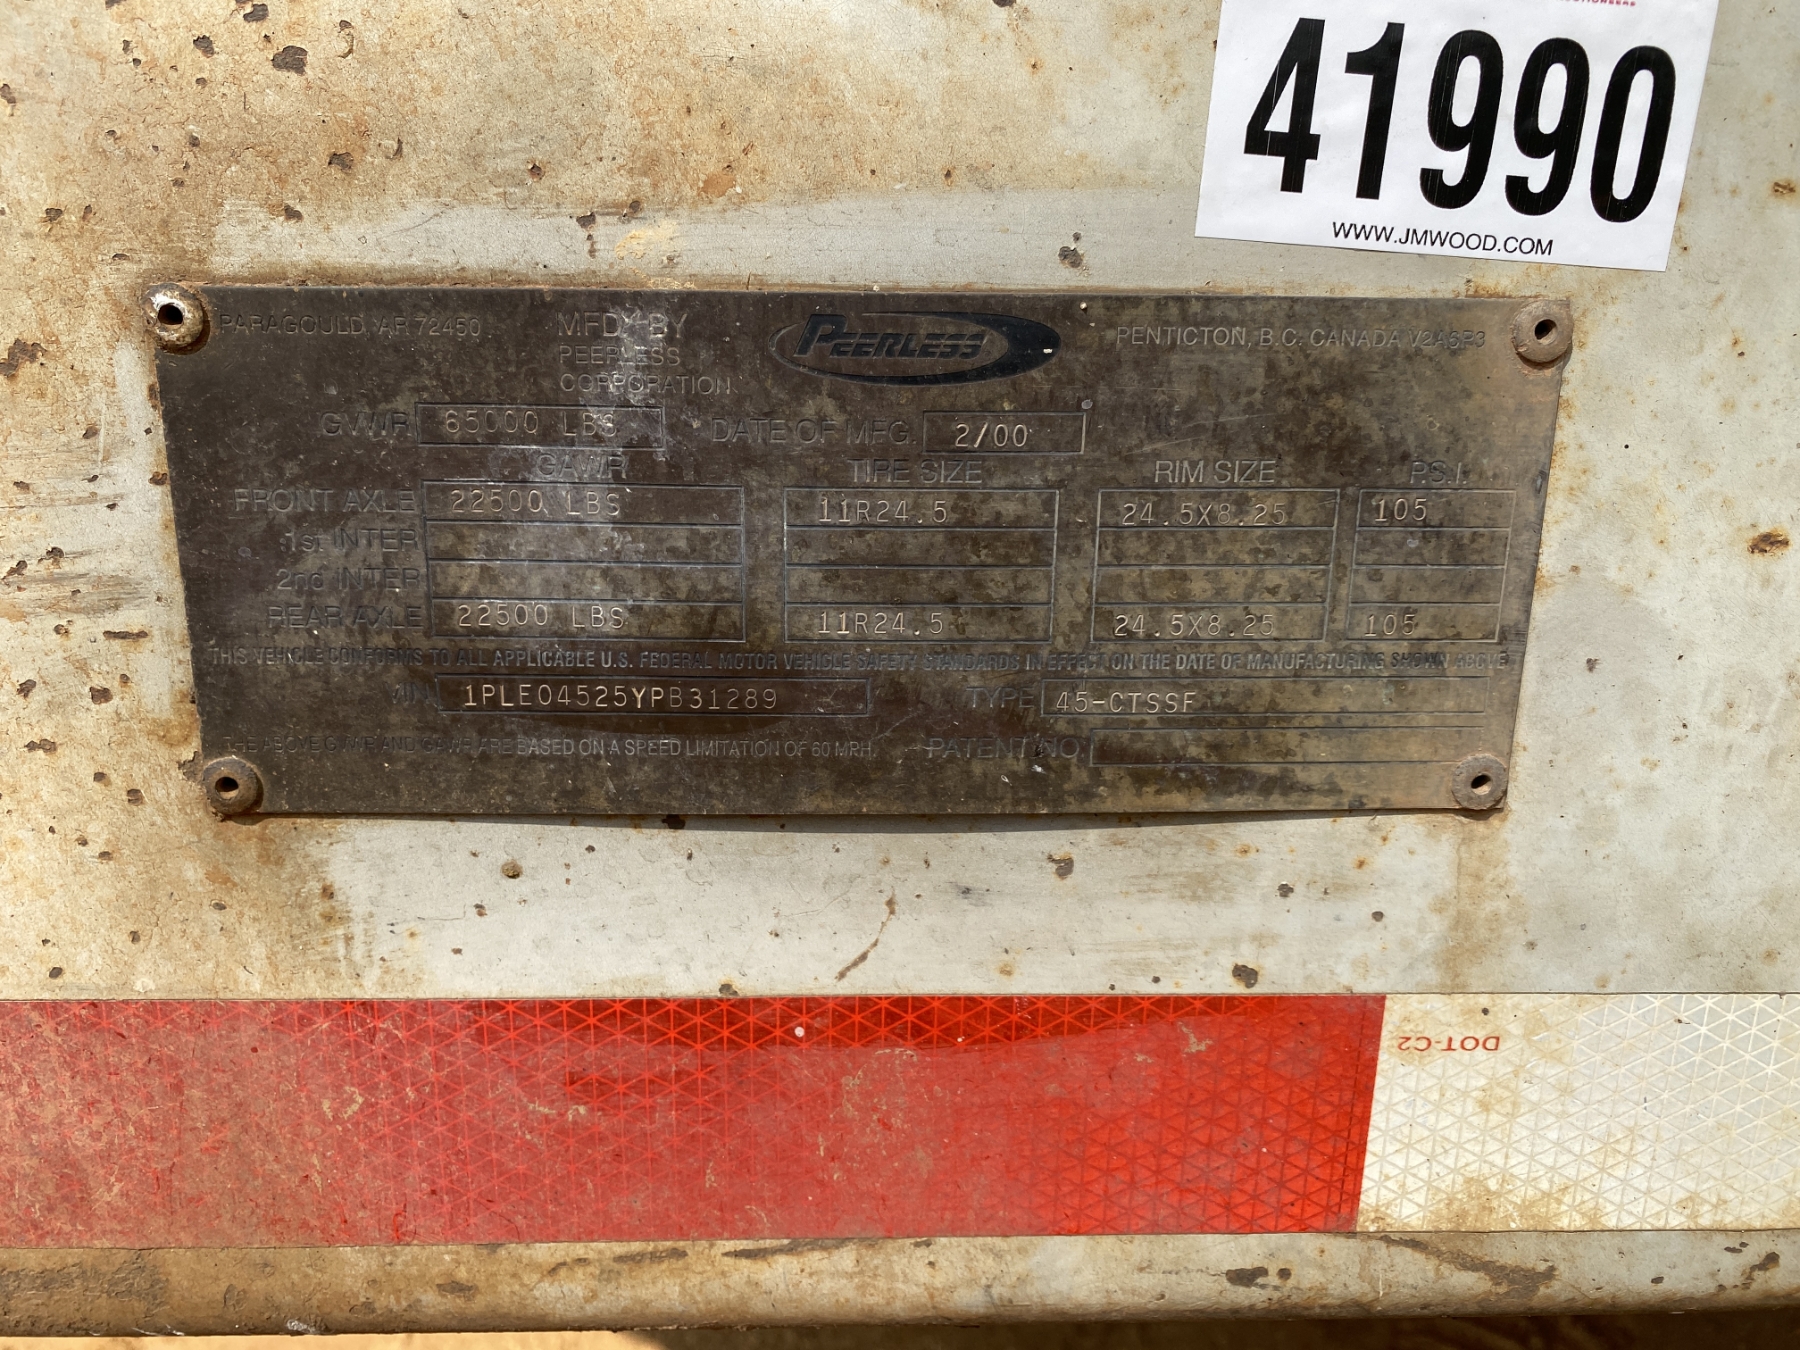 41990
WWW.JMWOOD.COM
PARAGOULD, AR 72450
MFD. BY
PEERLESS
CORPORATION
PEERLESS
PENTICTON, B.C. CANADA
GVWR 65000 LBS DATE OF MFG. 2/00
GAWR TIRE SIZE RIM SIZE P.S.I.
FRONT AXLE 22500 LBS 11R24.5 24.5X8.25 105
1st INTER
2nd INTER
REAR AXLE 22500 LBS 11R24.5 24.5X8.25 105
THIS VEHICLE CONFORMS TO ALL APPLICABLE U.S. FEDERAL MOTOR VEHICLE SAFETY STANDARDS IN EFFECT ON THE DATE OF MANUFACTURING SHOWN ABOVE
VIN 1PLE04525YPB31289 TYPE 45-CTSSF
THE ABOVE GVWR AND GAWR ARE BASED ON A SPEED LIMITATION OF 60 MPH. PATENT NO.
DOT-C2